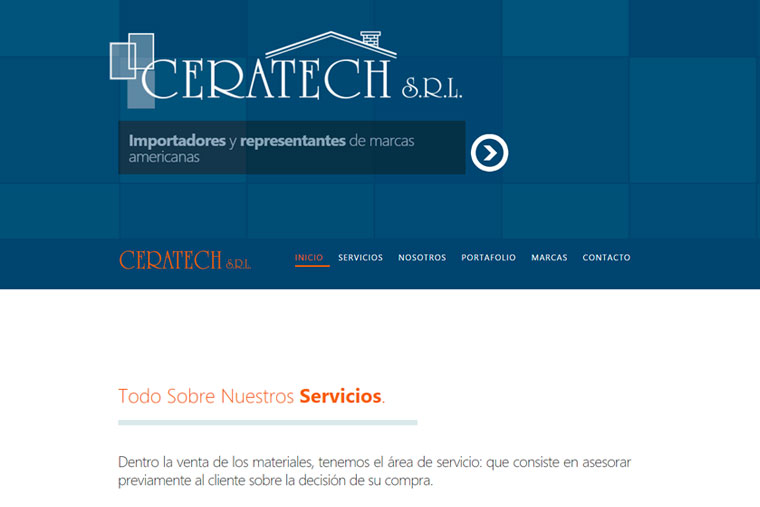 CERATECH S.R.L.
Importadores y representantes de marcas
americanas
CERATECH S.R.L.
INICIO SERVICIOS NOSOTROS PORTAFOLIO MARCAS CONTACTO
Todo Sobre Nuestros Servicios.
Dentro la venta de los materiales, tenemos el área de servicio: que consiste en asesorar
previamente al cliente sobre la decisión de su compra.